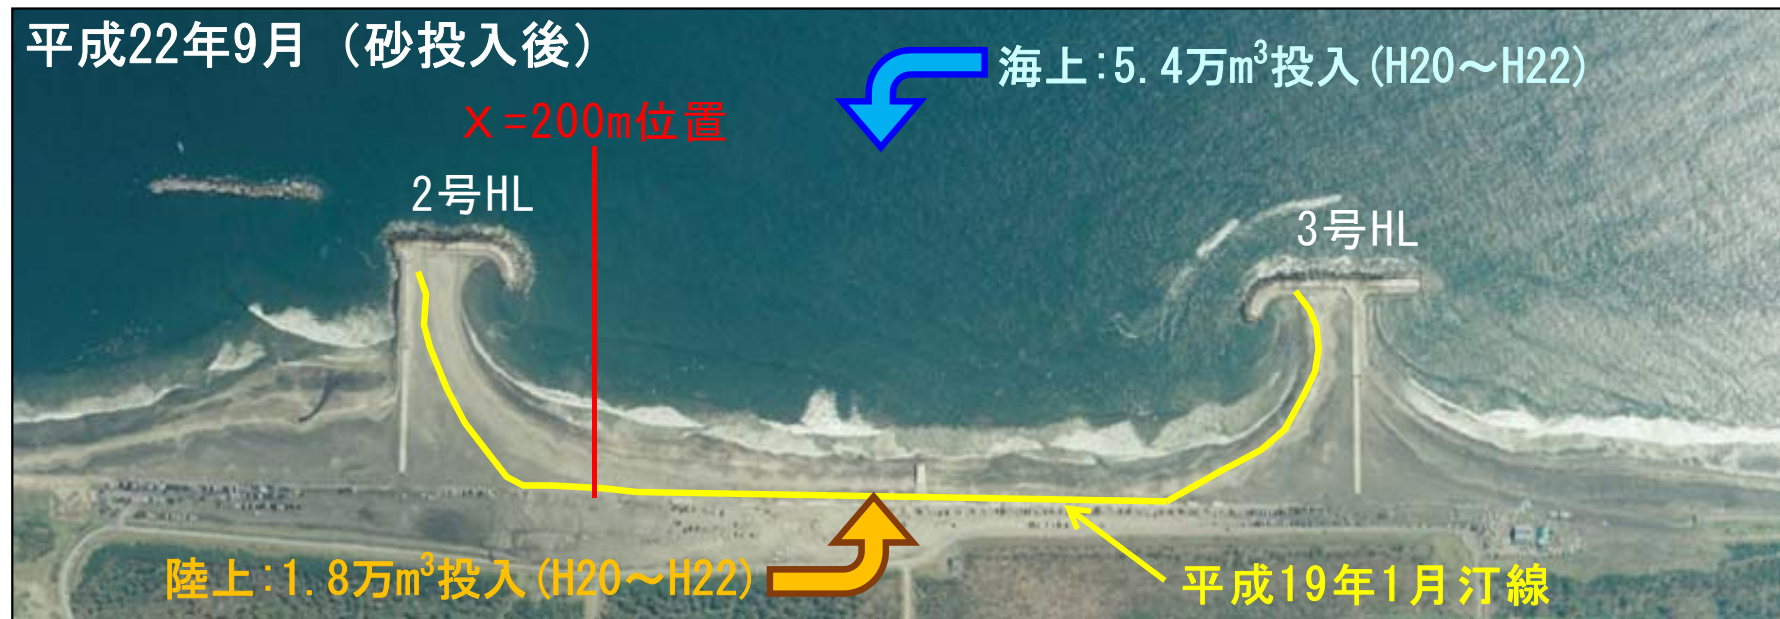 平成22年9月（砂投入後）
海上:5.4万m³投入(H20～H22)
X=200m位置
2号HL
3号HL
陸上:1.8万m³投入(H20～H22)
平成19年1月汀線